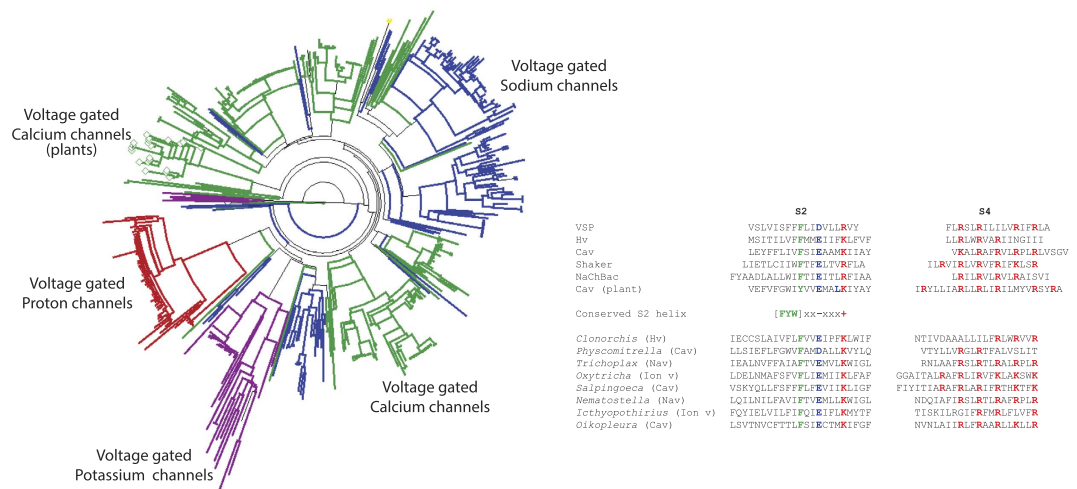 Voltage gated
Sodium channels
Voltage gated
Calcium channels
(plants)
Voltage gated
Proton channels
Voltage gated
Calcium channels
Voltage gated
Potassium channels
S2 S4
VSP VSLVISFFFSLIDVLLRVY FLRSLRILILVRIFRLA
Hv MSITILVFFMMEIIFKLFVF LLRLWRVARIINGIII
Cav LEYFFLIVFSIEAAMKIIAY VKALRAFRVLRPLRLVSGV
Shaker LIETLCIIWFTFELTVRFLA ILRVIRLVRVFRIFKLSR
NaChBac FYAADLALLWIFTIEITLRFIAA LRILRVLRVLRAISVI
Cav (plant) VEFVFGWIYVVEMALKIYAY IRYLLIARLLRLIRILMYVRSYRA
Conserved S2 helix [FYW]xx-xxx+
Clonorchis (Hv) IECCSLAIVFLFVVEIPFKLWIF NTIVDAAALLILFRLWRVVR
Physcomitrella (Cav) LLSIEFLFGWVFAMDALLKVYLQ VTYLLVRGLRTFALVSLIT
Trichoplax (Nav) IEALNVFFAIAFTVEMVLKWIGL RNLAAFRSLRTLRALRPLR
Oxytricha (Ion v) LDELNMAFSVFFLEMIIKLFAF GGAITALRAFRLIRVFKLAKSWK
Salpingoeca (Cav) VSKYQLLFSFFFLFEVIIKLIGF FIYITIARAFRLARIFRTHKTFK
Nematostella (Nav) LQILNILFAVIFTVEMLLKWIGL NDQIAFIRSLRTLRAFRPLR
Icthyopothirius (Ion v) FQYIELVILFIFQIEIFLKMYTF TISKILRGIFRFMRLFLVFR
Oikopleura (Cav) LSVTNVCFTTLFSIECTMKIFGF NVNLAIIRLFRAARLLKLLR